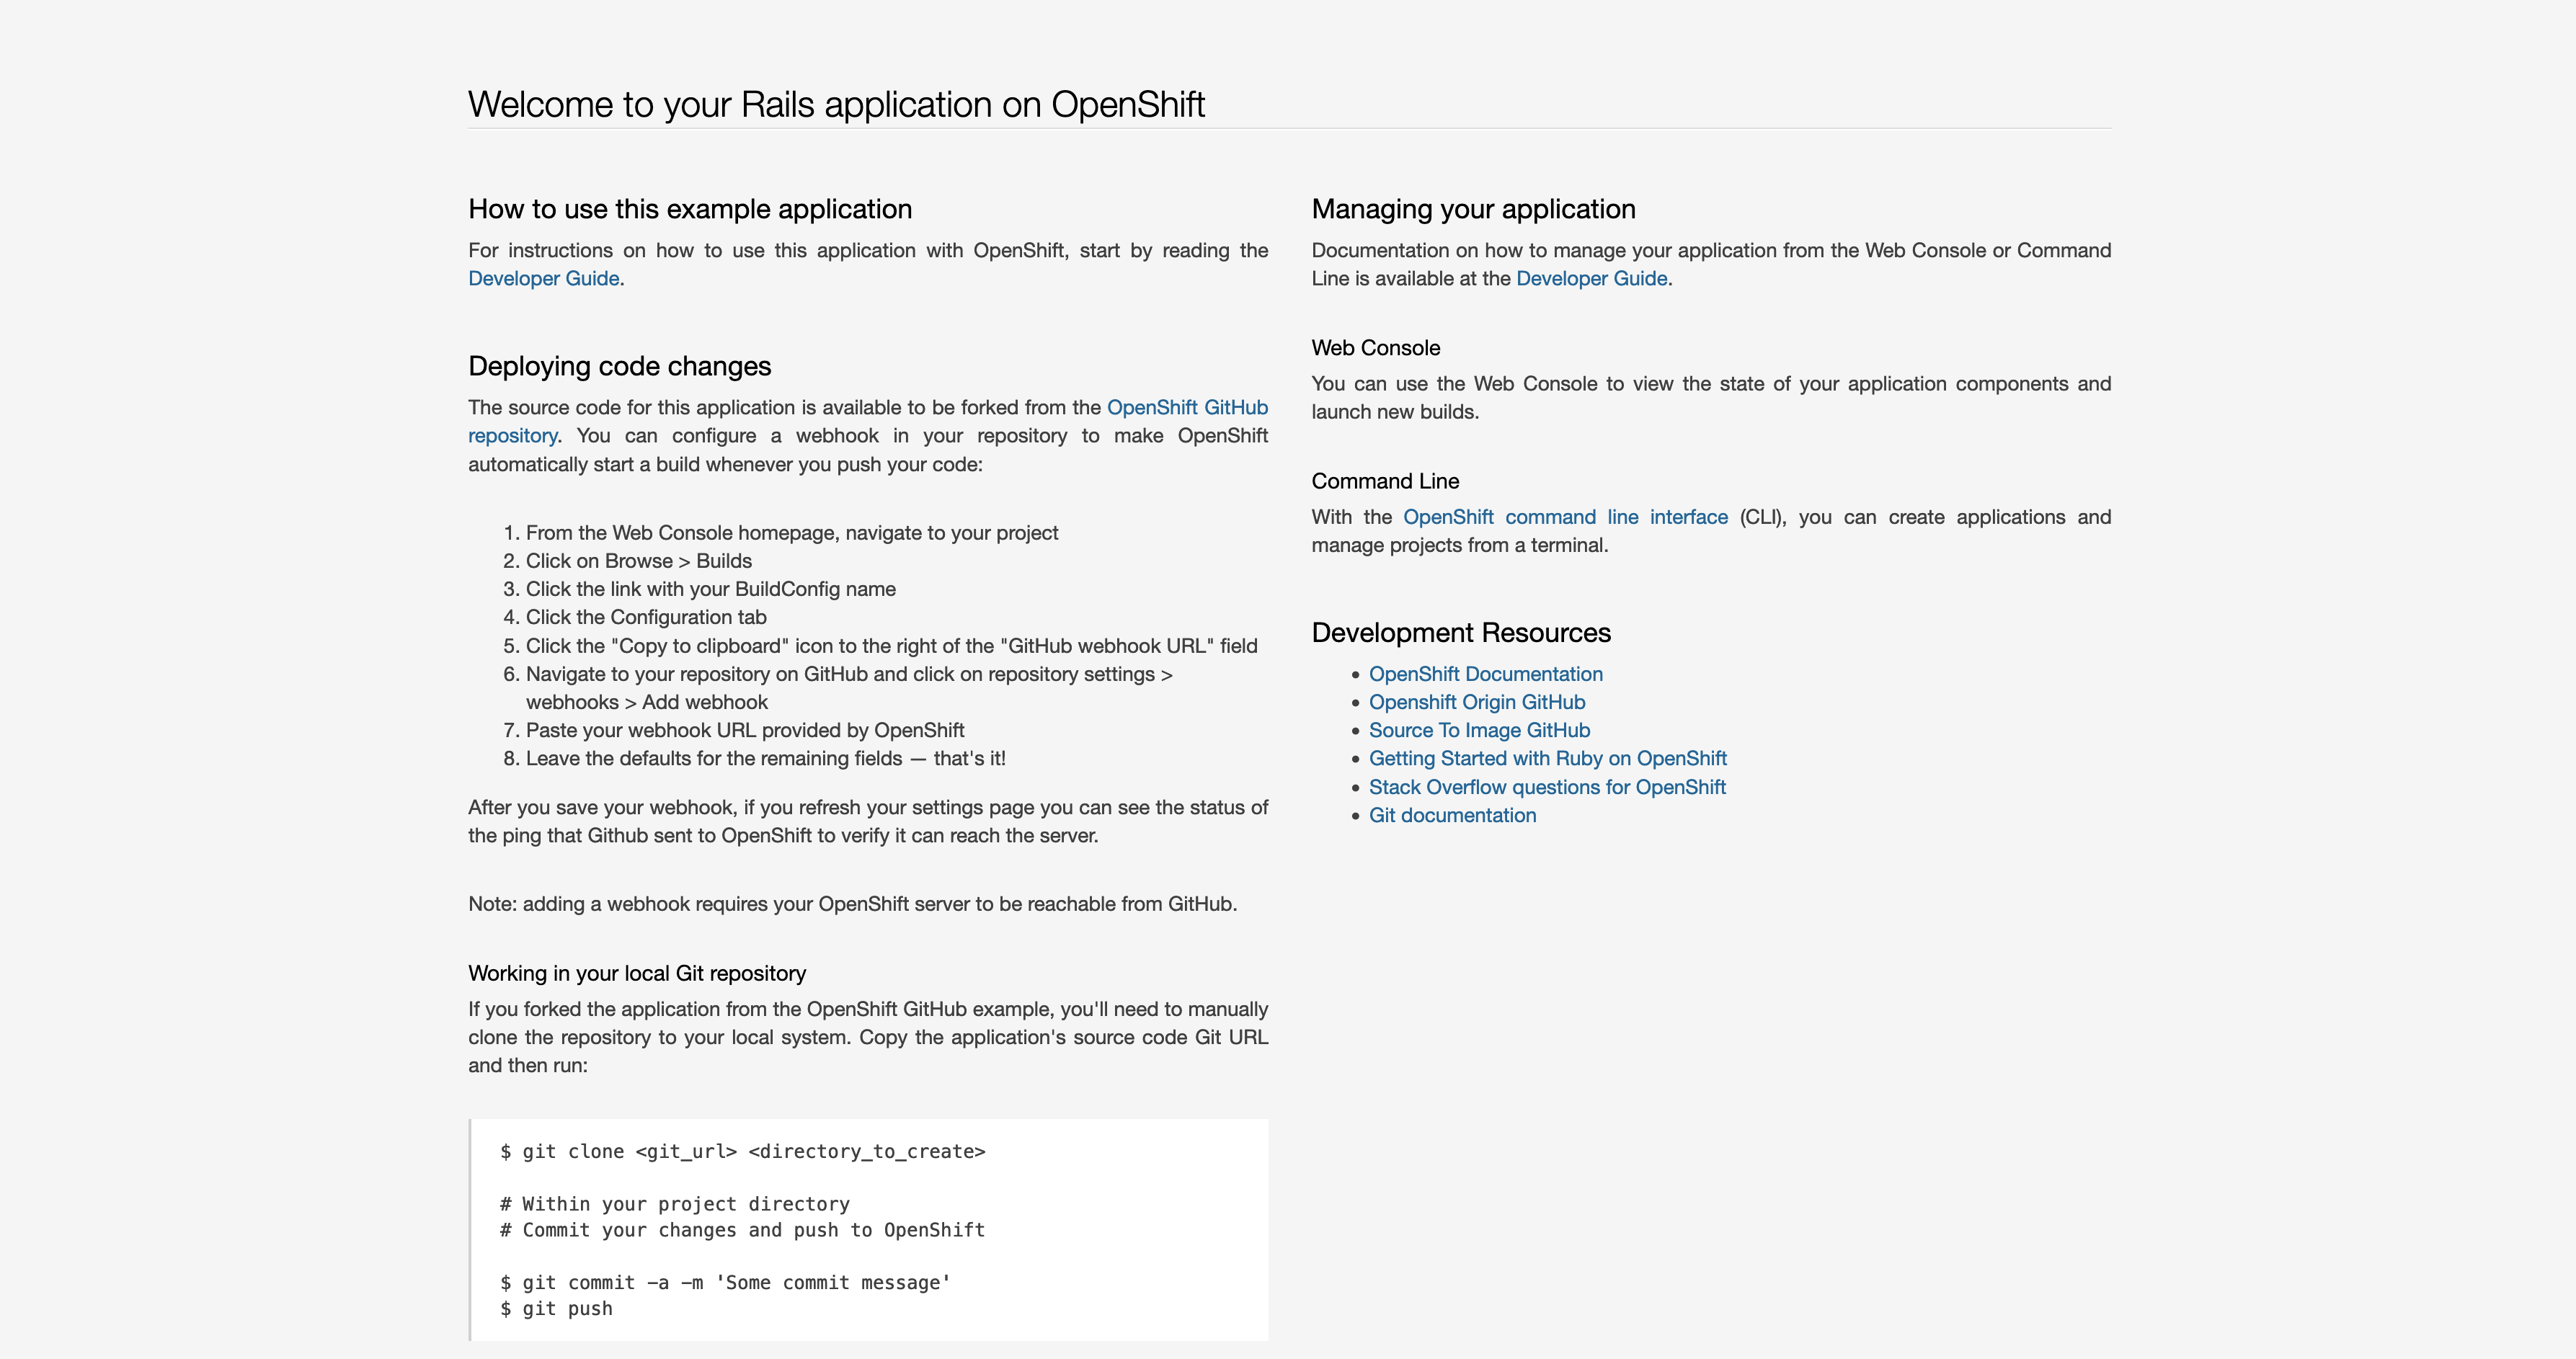 Welcome to your Rails application on OpenShift
How to use this example application
For instructions on how to use this application with OpenShift, start by reading the
Developer Guide.
Deploying code changes
The source code for this application is available to be forked from the OpenShift GitHub
repository. You can configure a webhook in your repository to make OpenShift
automatically start a build whenever you push your code:
1. From the Web Console homepage, navigate to your project
2. Click on Browse > Builds
3. Click the link with your BuildConfig name
4. Click the Configuration tab
5. Click the "Copy to clipboard" icon to the right of the "GitHub webhook URL" field
6. Navigate to your repository on GitHub and click on repository settings >
webhooks > Add webhook
7. Paste your webhook URL provided by OpenShift
8. Leave the defaults for the remaining fields — that's it!
After you save your webhook, if you refresh your settings page you can see the status of
the ping that Github sent to OpenShift to verify it can reach the server.
Note: adding a webhook requires your OpenShift server to be reachable from GitHub.
Working in your local Git repository
If you forked the application from the OpenShift GitHub example, you'll need to manually
clone the repository to your local system. Copy the application's source code Git URL
and then run:
$ git clone <git_url> <directory_to_create>
# Within your project directory
# Commit your changes and push to OpenShift
$ git commit -a -m 'Some commit message'
$ git push
Managing your application
Documentation on how to manage your application from the Web Console or Command
Line is available at the Developer Guide.
Web Console
You can use the Web Console to view the state of your application components and
launch new builds.
Command Line
With the OpenShift command line interface (CLI), you can create applications and
manage projects from a terminal.
Development Resources
• OpenShift Documentation
• Openshift Origin GitHub
• Source To Image GitHub
• Getting Started with Ruby on OpenShift
• Stack Overflow questions for OpenShift
• Git documentation